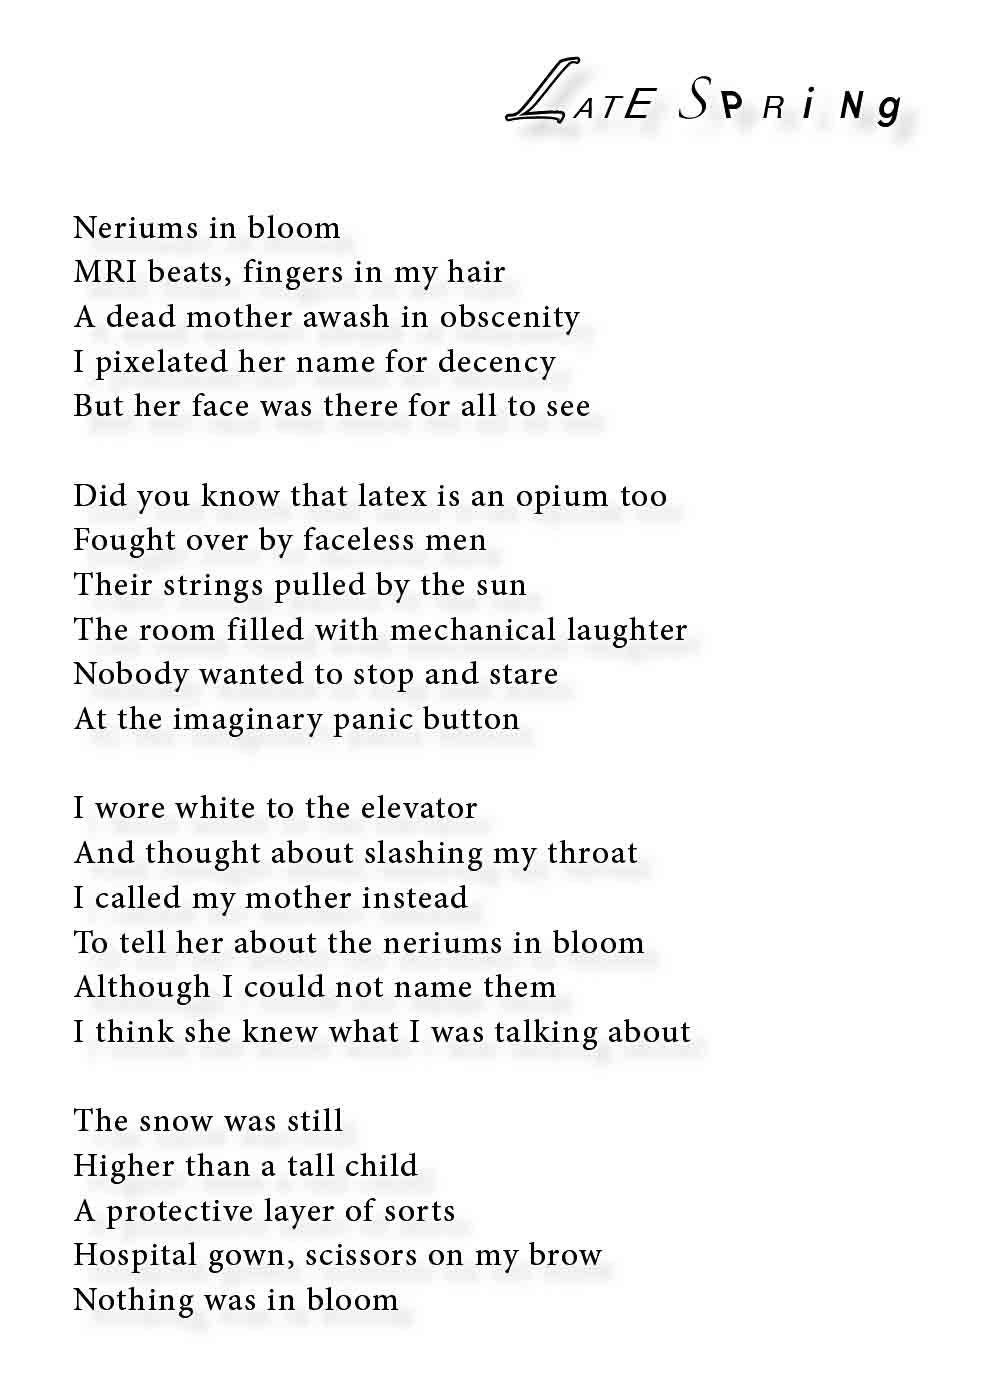 LATE SPRiNg
Neriums in bloom
MRI beats, fingers in my hair
A dead mother awash in obscenity
I pixelated her name for decency
But her face was there for all to see
Did you know that latex is an opium too
Fought over by faceless men
Their strings pulled by the sun
The room filled with mechanical laughter
Nobody wanted to stop and stare
At the imaginary panic button
I wore white to the elevator
And thought about slashing my throat
I called my mother instead
To tell her about the neriums in bloom
Although I could not name them
I think she knew what I was talking about
The snow was still
Higher than a tall child
A protective layer of sorts
Hospital gown, scissors on my brow
Nothing was in bloom